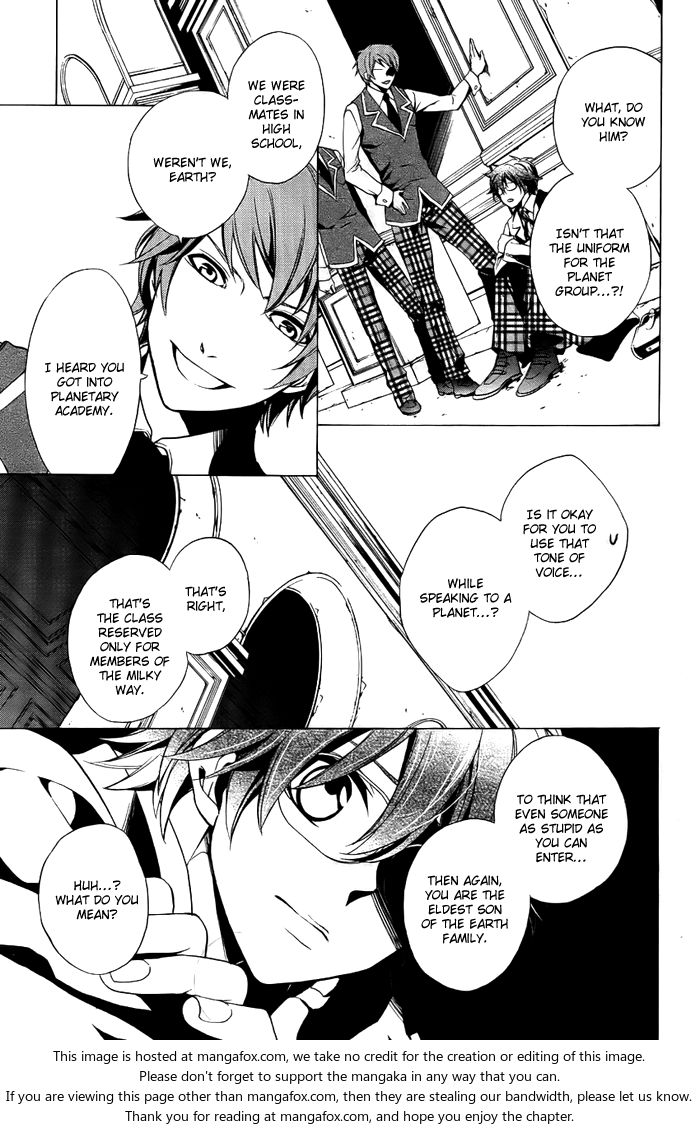 WHAT, DO
YOU KNOW
HIM?
ISN'T THAT
THE UNIFORM
FOR THE
PLANET
GROUP...?!
WE WERE
CLASS-
MATES IN
HIGH
SCHOOL,
WEREN'T WE,
EARTH?
I HEARD YOU
GOT INTO
PLANETARY
ACADEMY.
IS IT OKAY
FOR YOU TO
USE THAT
TONE OF
VOICE...
WHILE
SPEAKING TO A
PLANET...?
THAT'S
RIGHT,
THAT'S
THE CLASS
RESERVED
ONLY FOR
MEMBERS OF
THE MILKY
WAY.
TO THINK THAT
EVEN SOMEONE
AS STUPID AS
YOU CAN
ENTER...
THEN AGAIN,
YOU ARE THE
ELDEST SON
OF THE EARTH
FAMILY.
HUH...?
WHAT DO YOU
MEAN?
This image is hosted at mangafox.com, we take no credit for the creation or editing of this image.
Please don't forget to support the mangaka in any way that you can.
If you are viewing this page other than mangafox.com, then they are stealing our bandwidth, please let us know.
Thank you for reading at mangafox.com, and hope you enjoy the chapter.